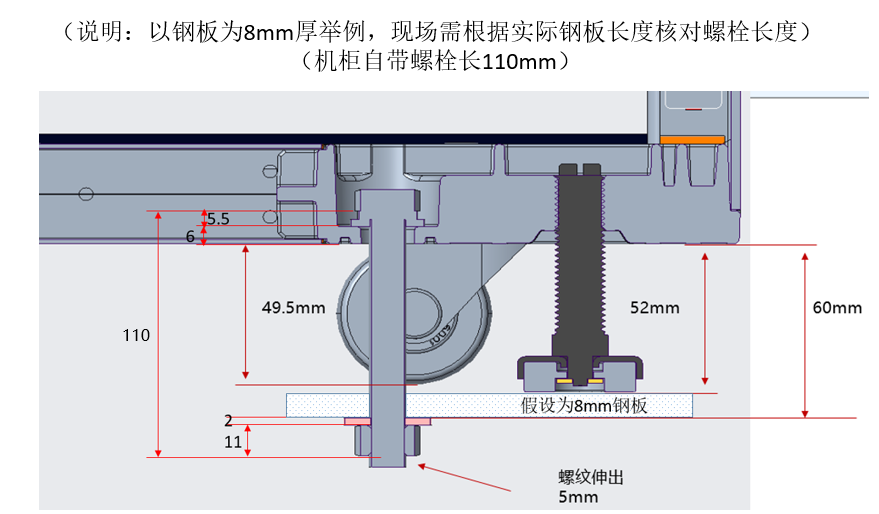 （说明：以钢板为8mm厚举例，现场需根据实际钢板长度核对螺栓长度）
（机柜自带螺栓长110mm）
5.5
6
49.5mm
52mm
60mm
110
假设为8mm钢板
2
11
螺纹伸出
5mm